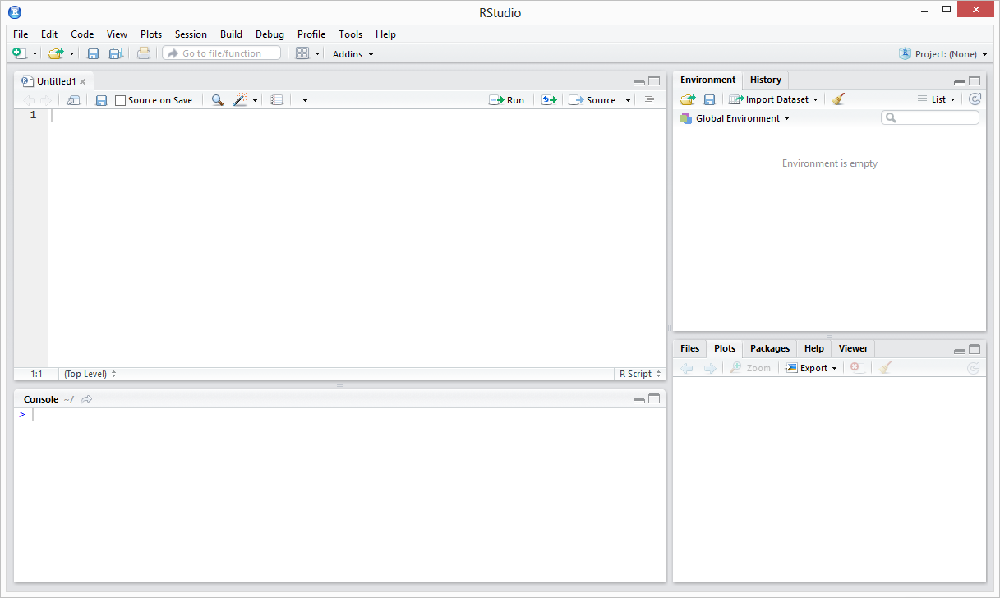 RStudio
File Edit Code View Plots Session Build Debug Profile Tools Help
Go to file/function Addins Project: (None)
Untitled1
Source on Save Run Source
1
1:1 (Top Level) R Script
Console ~/
>
Environment History
Import Dataset List
Global Environment
Environment is empty
Files Plots Packages Help Viewer
Zoom Export